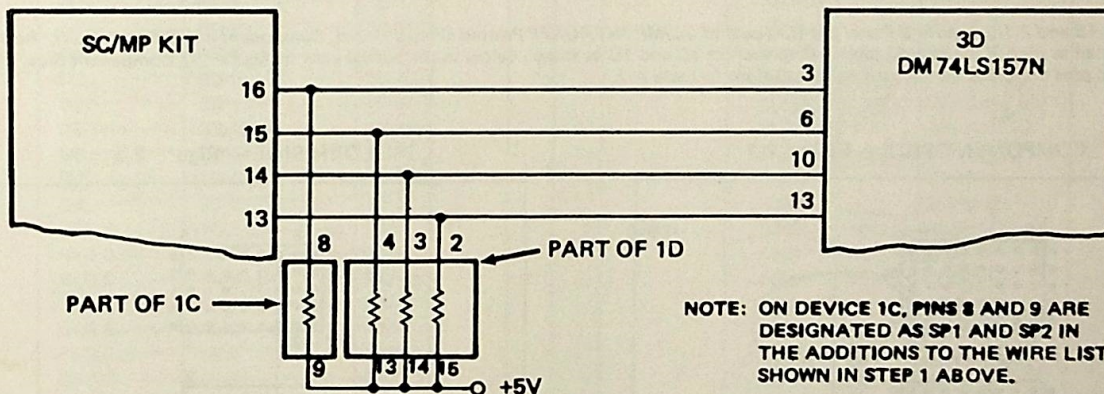 SC/MP KIT
3D
DM 74LS157N
16
3
15
6
14
10
13
13
8
4
3
2
PART OF 1D
PART OF 1C
9
13
14
15
+5V
NOTE: ON DEVICE 1C, PINS 8 AND 9 ARE
DESIGNATED AS SP1 AND SP2 IN
THE ADDITIONS TO THE WIRE LIST
SHOWN IN STEP 1 ABOVE.